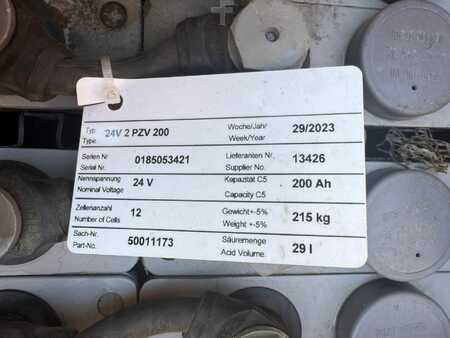 Typ 24V 2 PZV 200 Woche/Jahr 29/2023
Type Week/Year
Serien Nr 0185053421 Lieferanten Nr. 13426
Serial Nr. Supplier No.
Nennspannung 24 V Kapazität C5 200 Ah
Nominal Voltage Capacity C5
Zellenanzahl 12 Gewicht+-5% 215 kg
Number of Cells Weight +-5%
Sach-Nr. 50011173 Säuremenge 29 l
Part-No. Acid Volume.